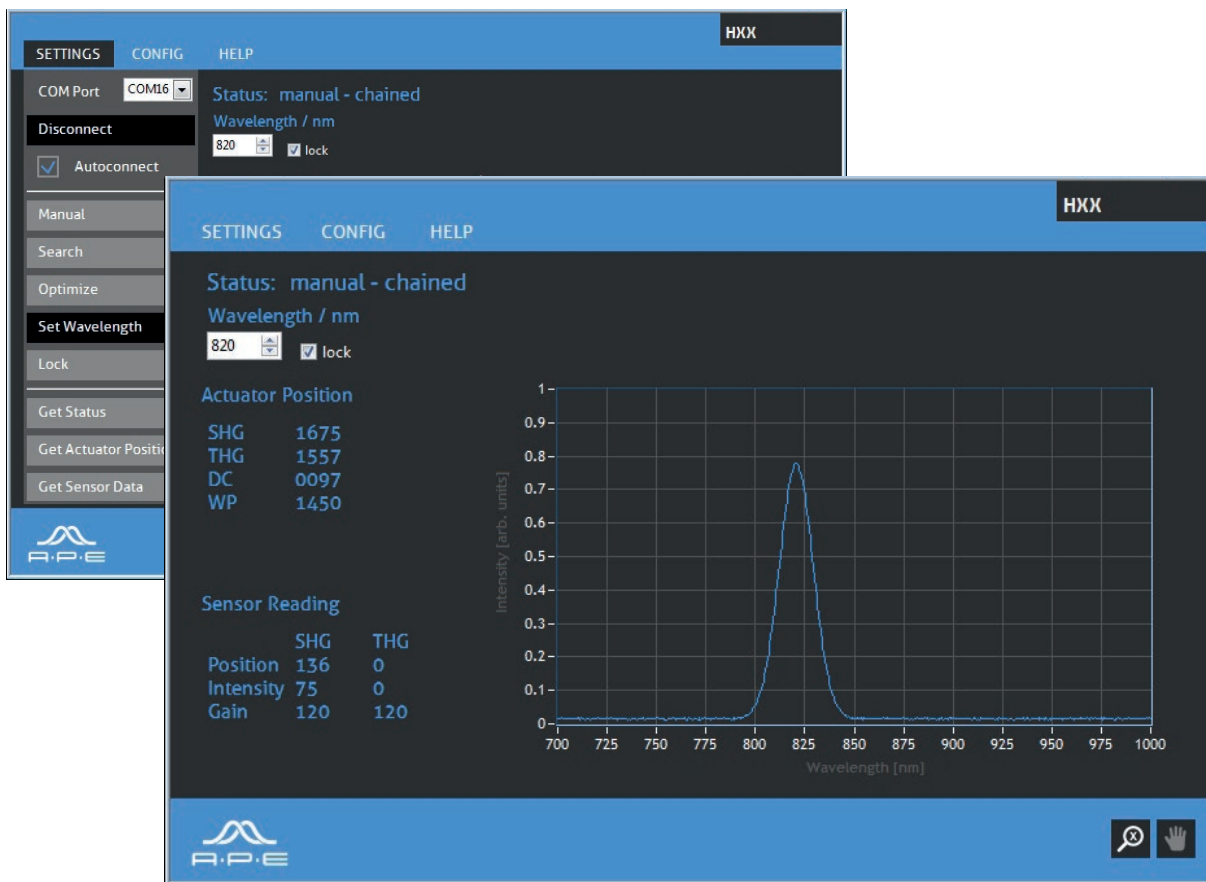 HXX
SETTINGS CONFIG HELP
COM Port COM16
Status: manual - chained
Disconnect
Wavelength / nm
820 lock
Autoconnect
Manual
Search
Optimize
Set Wavelength
Lock
Get Status
Get Actuator Positio
Get Sensor Data
A·P·E
HXX
SETTINGS CONFIG HELP
Status: manual - chained
Wavelength / nm
820 lock
Actuator Position
SHG 1675
THG 1557
DC 0097
WP 1450
Sensor Reading
SHG THG
Position 136 0
Intensity 75 0
Gain 120 120
Intensity [arb. units]
1
0.9
0.8
0.7
0.6
0.5
0.4
0.3
0.2
0.1
0
700 725 750 775 800 825 850 875 900 925 950 975 1000
Wavelength [nm]
A·P·E